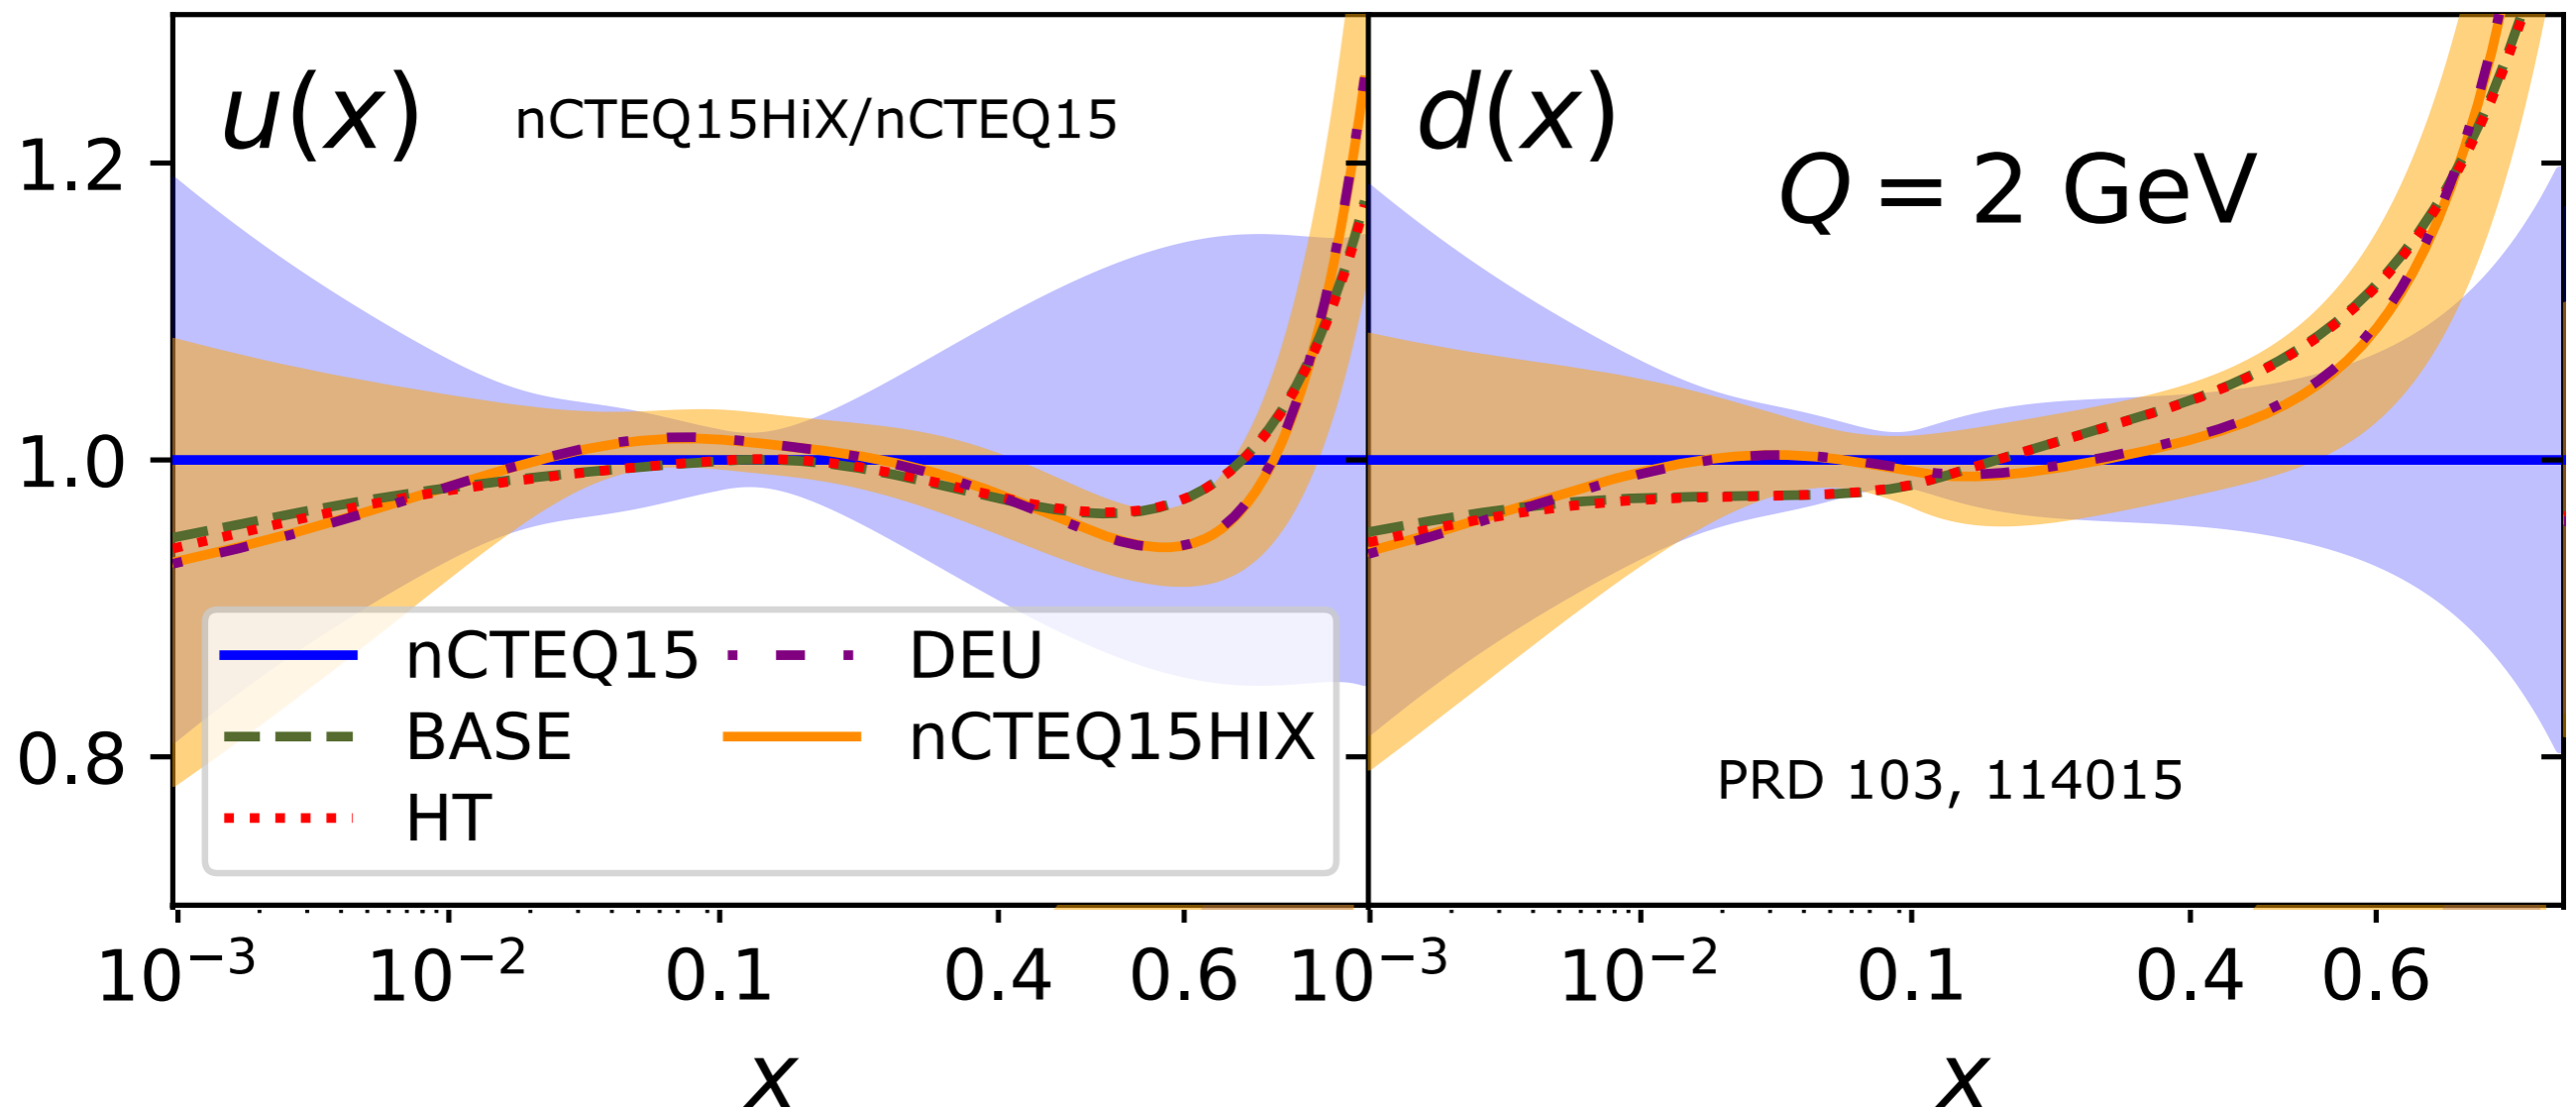 u(x) nCTEQ15HiX/nCTEQ15
d(x)
Q = 2 GeV
1.2
1.0
0.8
nCTEQ15
BASE
HT
DEU
nCTEQ15HIX
PRD 103, 114015
10⁻³ 10⁻² 0.1 0.4 0.6 10⁻³ 10⁻² 0.1 0.4 0.6
x x